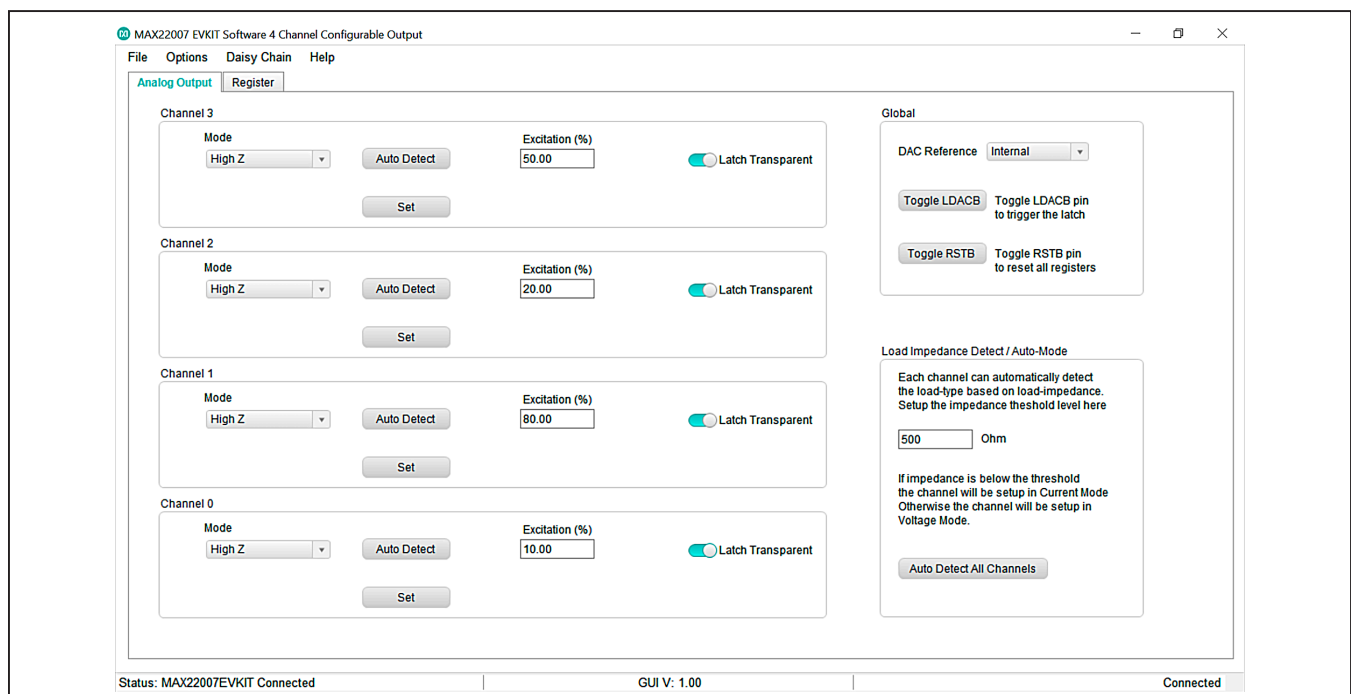 MAX22007 EVKIT Software 4 Channel Configurable Output
File Options Daisy Chain Help
Analog Output Register
Channel 3
Mode
High Z
Auto Detect
Excitation (%)
50.00
Latch Transparent
Set
Channel 2
Mode
High Z
Auto Detect
Excitation (%)
20.00
Latch Transparent
Set
Channel 1
Mode
High Z
Auto Detect
Excitation (%)
80.00
Latch Transparent
Set
Channel 0
Mode
High Z
Auto Detect
Excitation (%)
10.00
Latch Transparent
Set
Global
DAC Reference Internal
Toggle LDACB
Toggle LDACB pin
to trigger the latch
Toggle RSTB
Toggle RSTB pin
to reset all registers
Load Impedance Detect / Auto-Mode
Each channel can automatically detect
the load-type based on load-impedance.
Setup the impedance theshold level here
500 Ohm
If impedance is below the threshold
the channel will be setup in Current Mode
Otherwise the channel will be setup in
Voltage Mode.
Auto Detect All Channels
Status: MAX22007EVKIT Connected
GUI V: 1.00
Connected